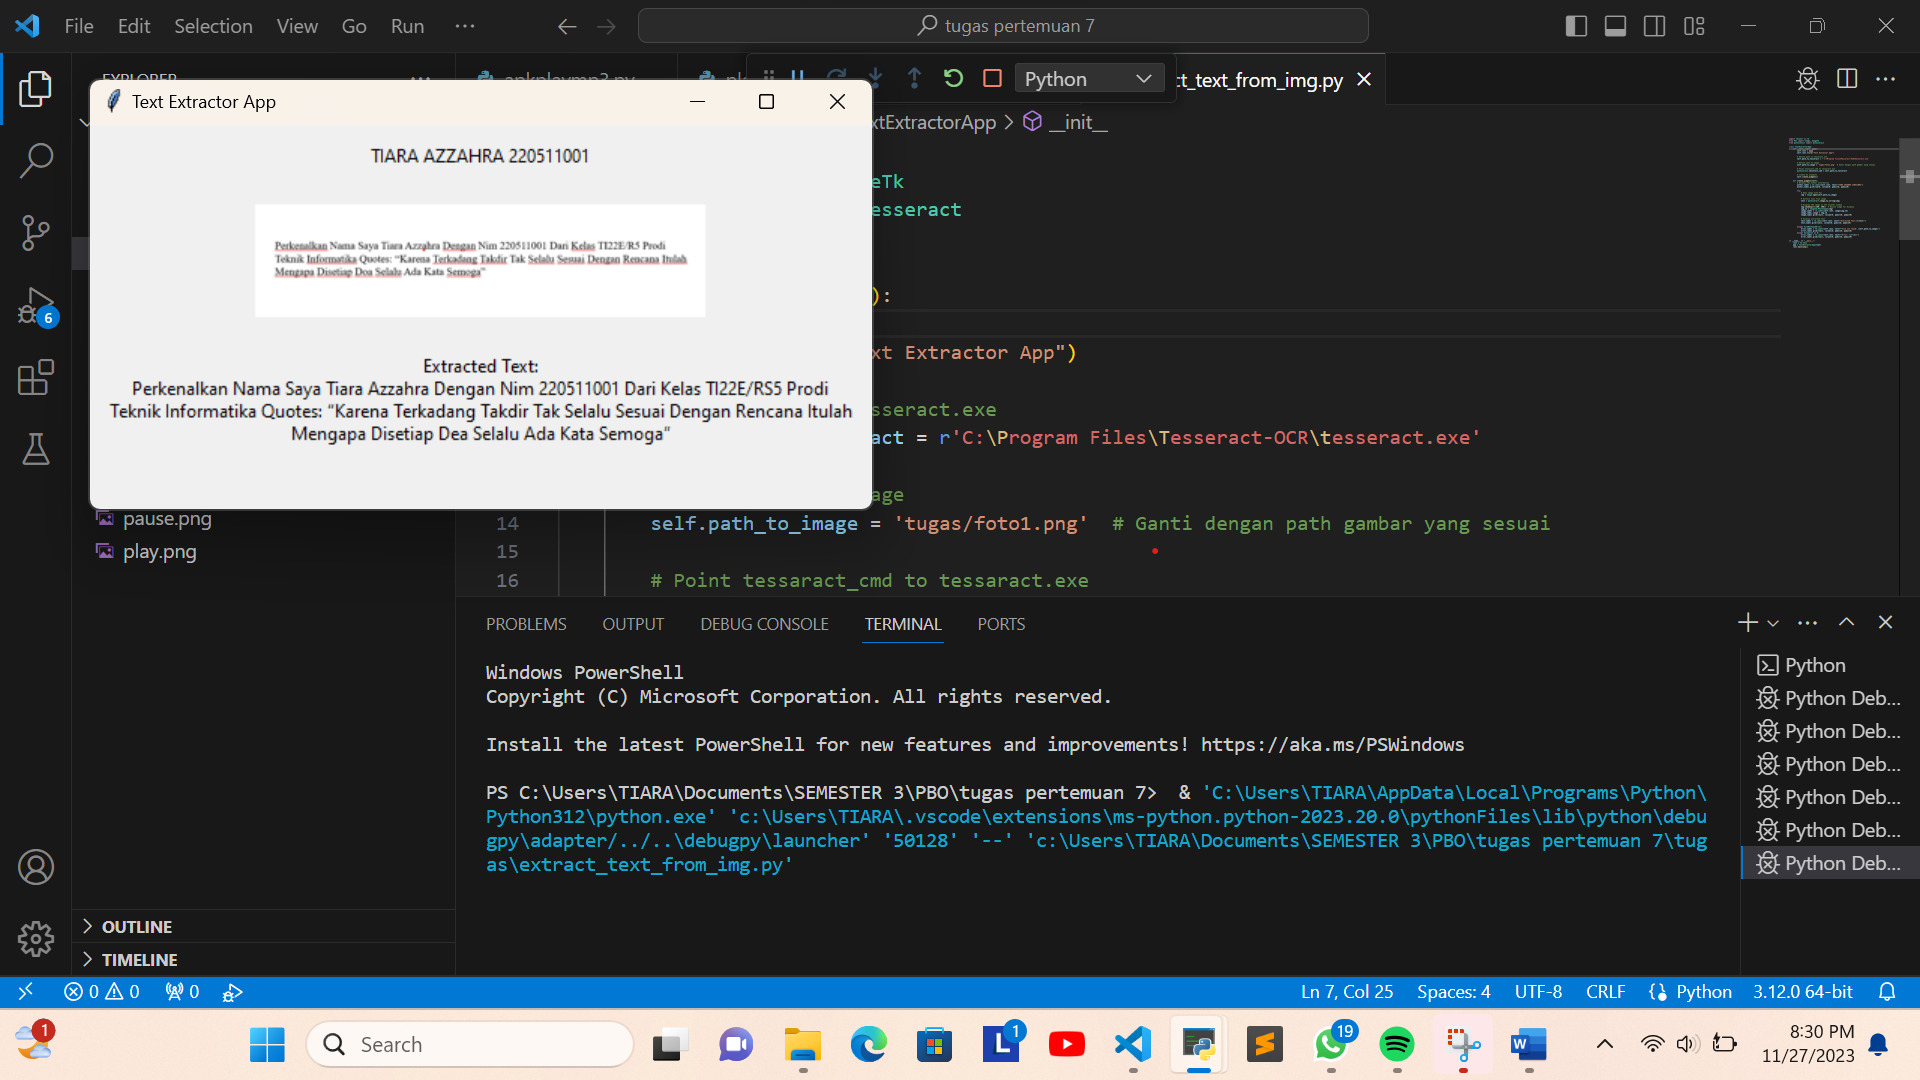 File Edit Selection View Go Run ···
tugas pertemuan 7
EXPLORER
Python
ct_text_from_img.py
Text Extractor App
xtExtractorApp > __init__
TIARA AZZAHRA 220511001
eTk
esseract
Perkenalkan Nama Saya Tiara Azzahra Dengan Nim 220511001 Dari Kelas TI22E/R5 Prodi
Teknik Informatika Quotes: "Karena Terkadang Takdir Tak Selalu Sesuai Dengan Rencana Itulah
Mengapa Disetiap Doa Selalu Ada Kata Semoga"
):
xt Extractor App")
Extracted Text:
Perkenalkan Nama Saya Tiara Azzahra Dengan Nim 220511001 Dari Kelas TI22E/RS5 Prodi
Teknik Informatika Quotes: "Karena Terkadang Takdir Tak Selalu Sesuai Dengan Rencana Itulah
Mengapa Disetiap Dea Selalu Ada Kata Semoga"
sseract.exe
act = r'C:\Program Files\Tesseract-OCR\tesseract.exe'
age
14 self.path_to_image = 'tugas/foto1.png' # Ganti dengan path gambar yang sesuai
15
16 # Point tessaract_cmd to tessaract.exe
pause.png
play.png
6
PROBLEMS OUTPUT DEBUG CONSOLE TERMINAL PORTS
Windows PowerShell
Copyright (C) Microsoft Corporation. All rights reserved.
Install the latest PowerShell for new features and improvements! https://aka.ms/PSWindows
PS C:\Users\TIARA\Documents\SEMESTER 3\PBO\tugas pertemuan 7> & 'C:\Users\TIARA\AppData\Local\Programs\Python\
Python312\python.exe' 'c:\Users\TIARA\.vscode\extensions\ms-python.python-2023.20.0\pythonFiles\lib\python\debu
gpy\adapter/../..\debugpy\launcher' '50128' '--' 'c:\Users\TIARA\Documents\SEMESTER 3\PBO\tugas pertemuan 7\tug
as\extract_text_from_img.py'
Python
Python Deb...
Python Deb...
Python Deb...
Python Deb...
Python Deb...
Python Deb...
OUTLINE
TIMELINE
0 0 0
Ln 7, Col 25 Spaces: 4 UTF-8 CRLF Python 3.12.0 64-bit
1
Search
1
19
8:30 PM
11/27/2023